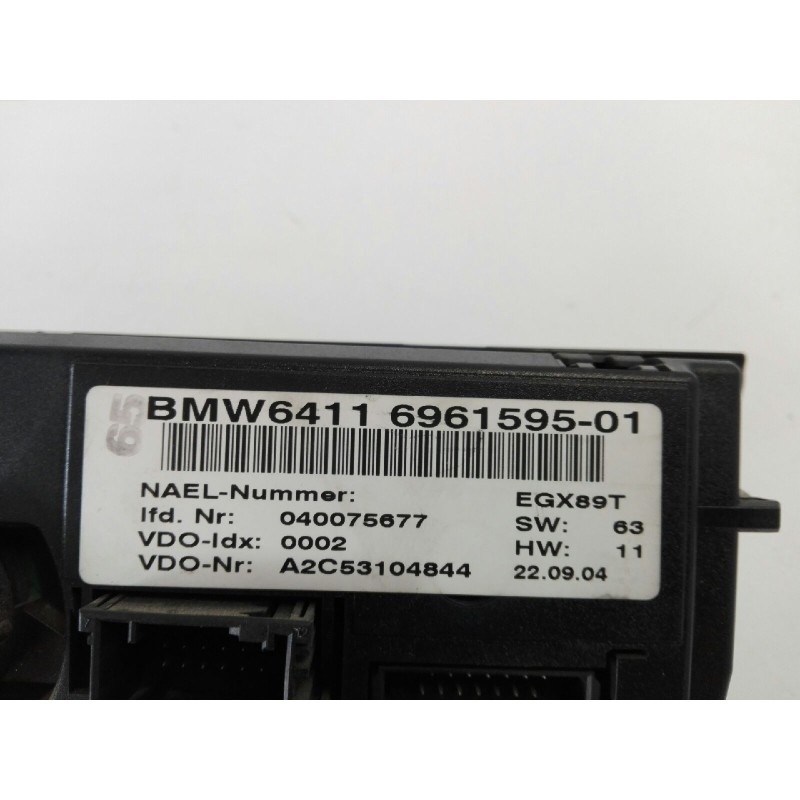 65
BMW6411 6961595-01
NAEL-Nummer: EGX89T
lfd. Nr: 040075677 SW: 63
VDO-Idx: 0002 HW: 11
VDO-Nr: A2C53104844 22.09.04